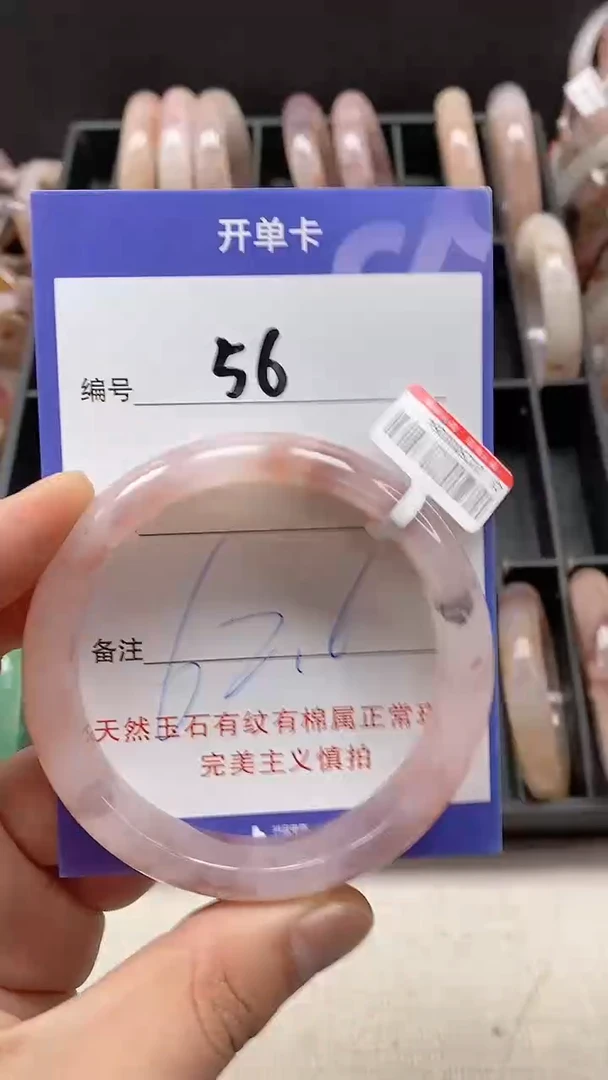 开单卡
编号 56
备注 62.6
天然玉石有纹有棉属正常
完美主义慎拍